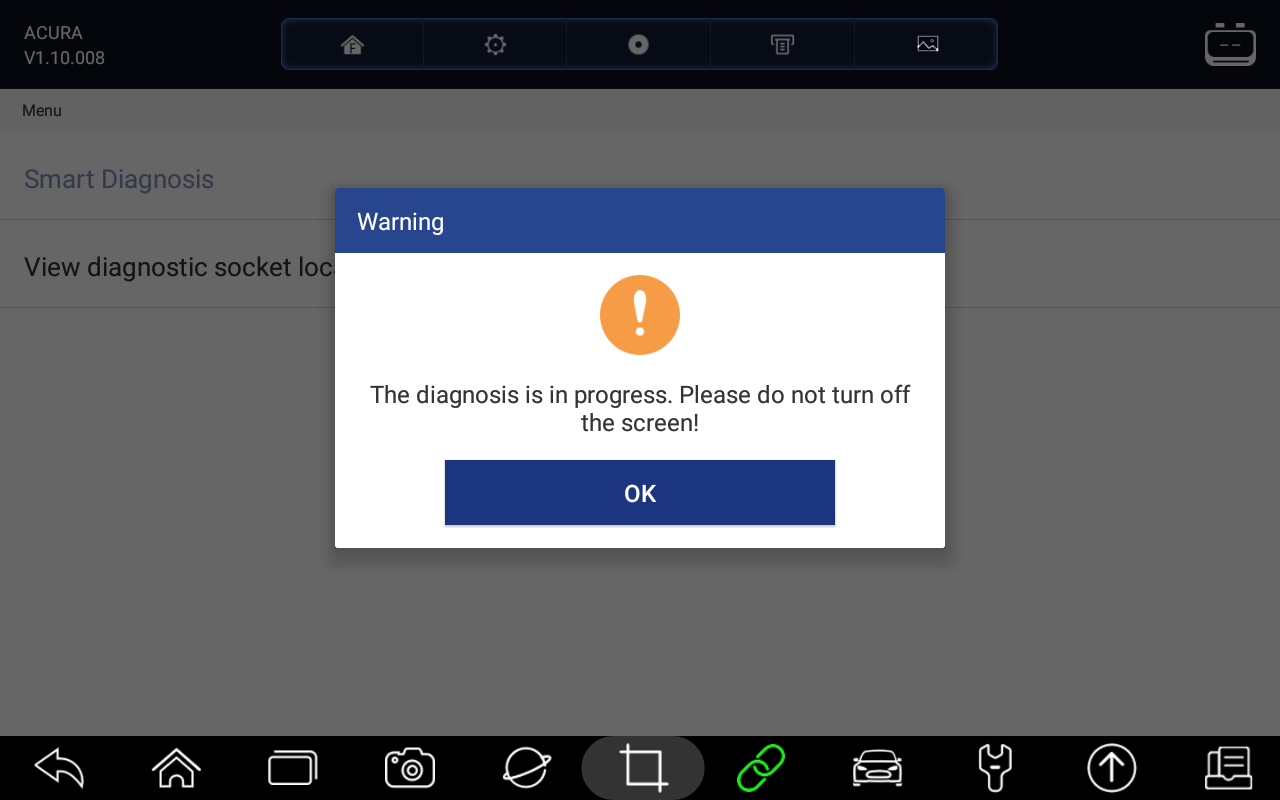 ACURA
V1.10.008
F
--
Menu
Smart Diagnosis
View diagnostic socket loc
Warning
!
The diagnosis is in progress. Please do not turn off
the screen!
OK